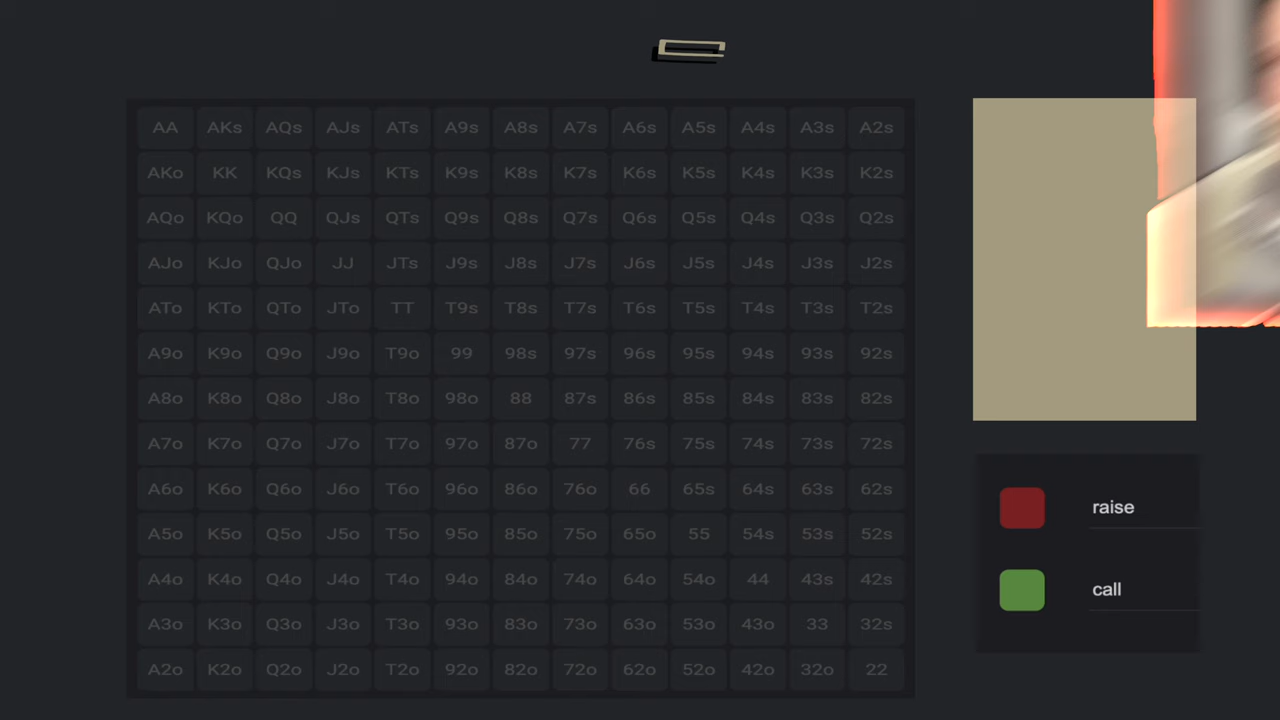 AA AKs AQs AJs ATs A9s A8s A7s A6s A5s A4s A3s A2s
AKo KK KQs KJs KTs K9s K8s K7s K6s K5s K4s K3s K2s
AQo KQo QQ QJs QTs Q9s Q8s Q7s Q6s Q5s Q4s Q3s Q2s
AJo KJo QJo JJ JTs J9s J8s J7s J6s J5s J4s J3s J2s
ATo KTo QTo JTo TT T9s T8s T7s T6s T5s T4s T3s T2s
A9o K9o Q9o J9o T9o 99 98s 97s 96s 95s 94s 93s 92s
A8o K8o Q8o J8o T8o 98o 88 87s 86s 85s 84s 83s 82s
A7o K7o Q7o J7o T7o 97o 87o 77 76s 75s 74s 73s 72s
A6o K6o Q6o J6o T6o 96o 86o 76o 66 65s 64s 63s 62s
A5o K5o Q5o J5o T5o 95o 85o 75o 65o 55 54s 53s 52s
A4o K4o Q4o J4o T4o 94o 84o 74o 64o 54o 44 43s 42s
A3o K3o Q3o J3o T3o 93o 83o 73o 63o 53o 43o 33 32s
A2o K2o Q2o J2o T2o 92o 82o 72o 62o 52o 42o 32o 22
raise
call